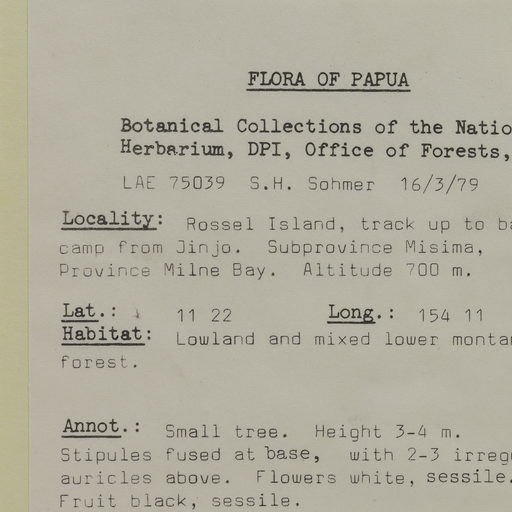 FLORA OF PAPUA
Botanical Collections of the Natio
Herbarium, DPI, Office of Forests,
LAE 75039 S.H. Sohmer 16/3/79
Locality: Rossel Island, track up to ba
camp from Jinjo. Subprovince Misima,
Province Milne Bay. Altitude 700 m.
Lat.: 11 22 Long.: 154 11
Habitat: Lowland and mixed lower montan
forest.
Annot.: Small tree. Height 3-4 m.
Stipules fused at base, with 2-3 irregu
auricles above. Flowers white, sessile.
Fruit black, sessile.